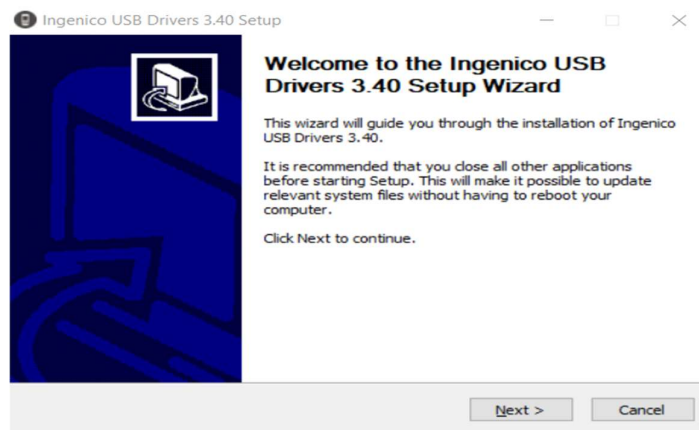 Ingenico USB Drivers 3.40 Setup
Welcome to the Ingenico USB
Drivers 3.40 Setup Wizard
This wizard will guide you through the installation of Ingenico
USB Drivers 3.40.
It is recommended that you close all other applications
before starting Setup. This will make it possible to update
relevant system files without having to reboot your
computer.
Click Next to continue.
Next >
Cancel